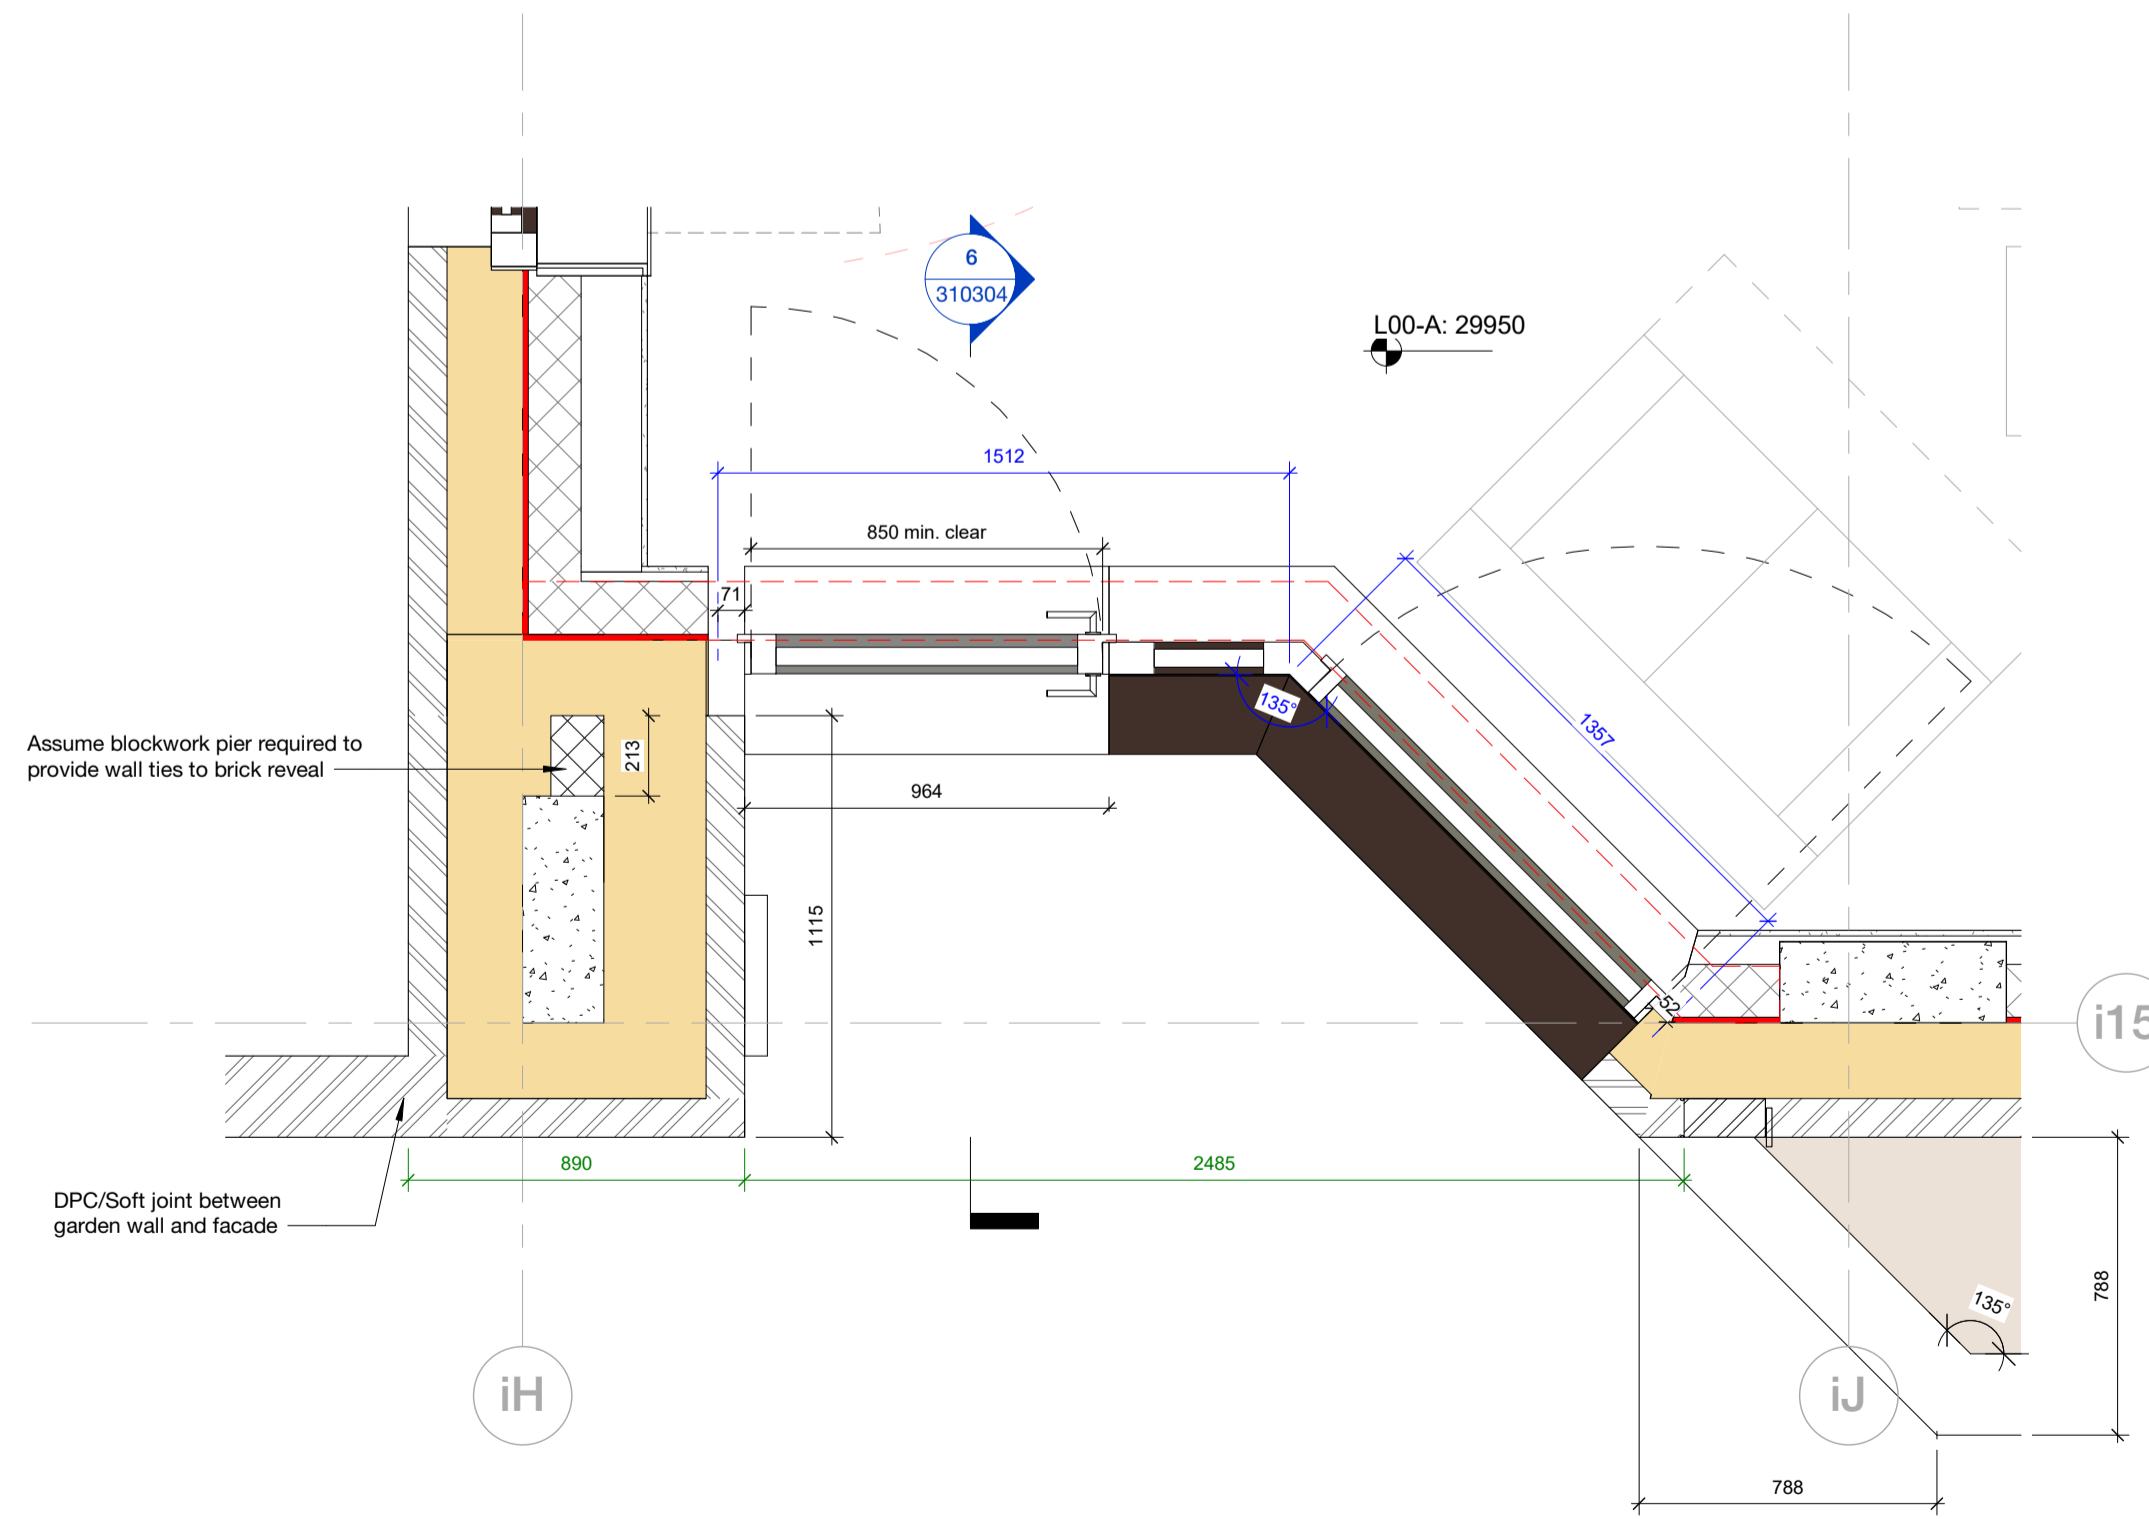 6
310304
L00-A: 29950
1512
850 min. clear
71
135°
1357
Assume blockwork pier required to
provide wall ties to brick reveal
213
964
1115
52
i15
890
2485
DPC/Soft joint between
garden wall and facade
788
135°
iH
iJ
788